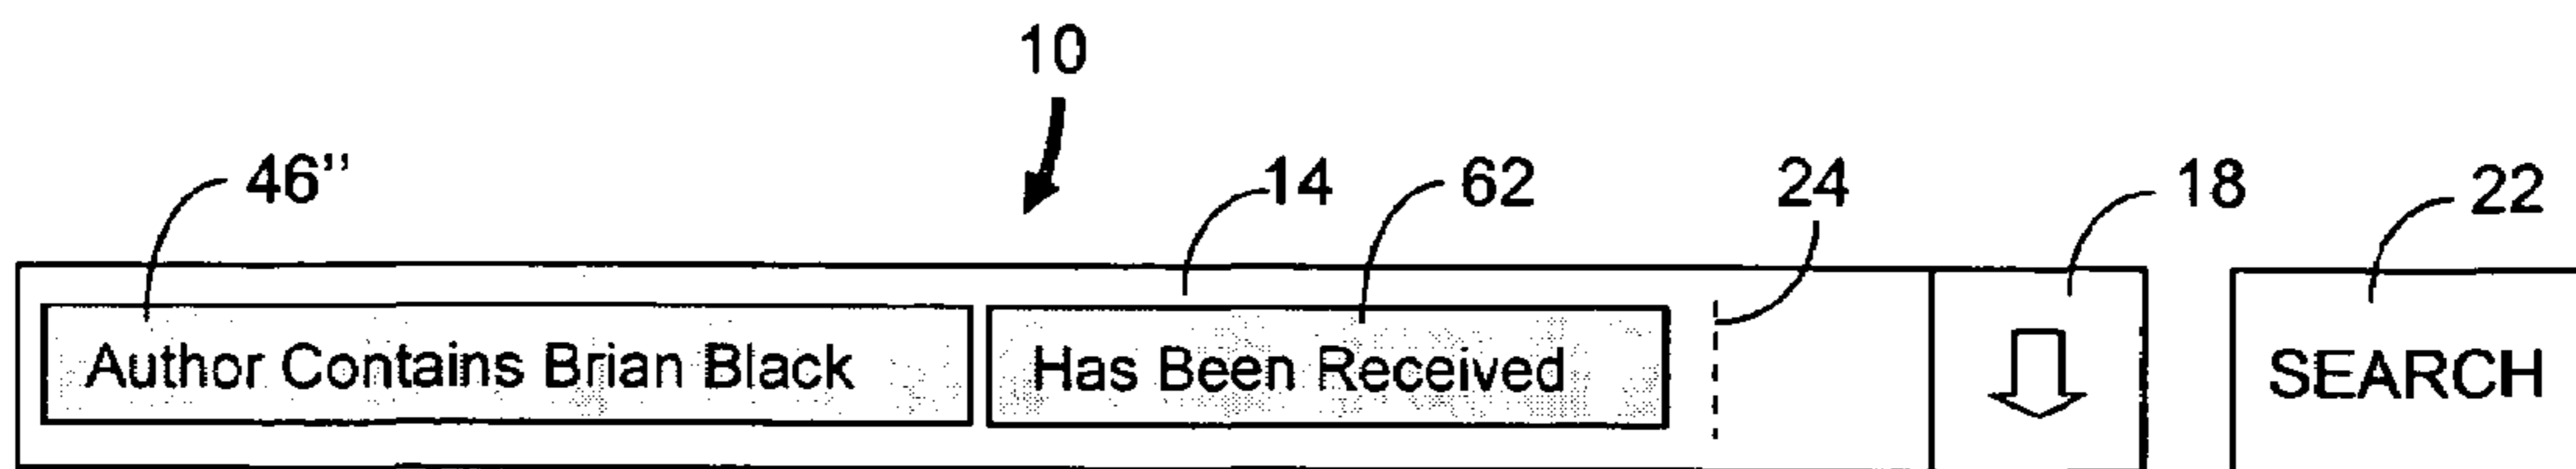 10
46” 14 62 24 18 22
Author Contains Brian Black Has Been Received SEARCH